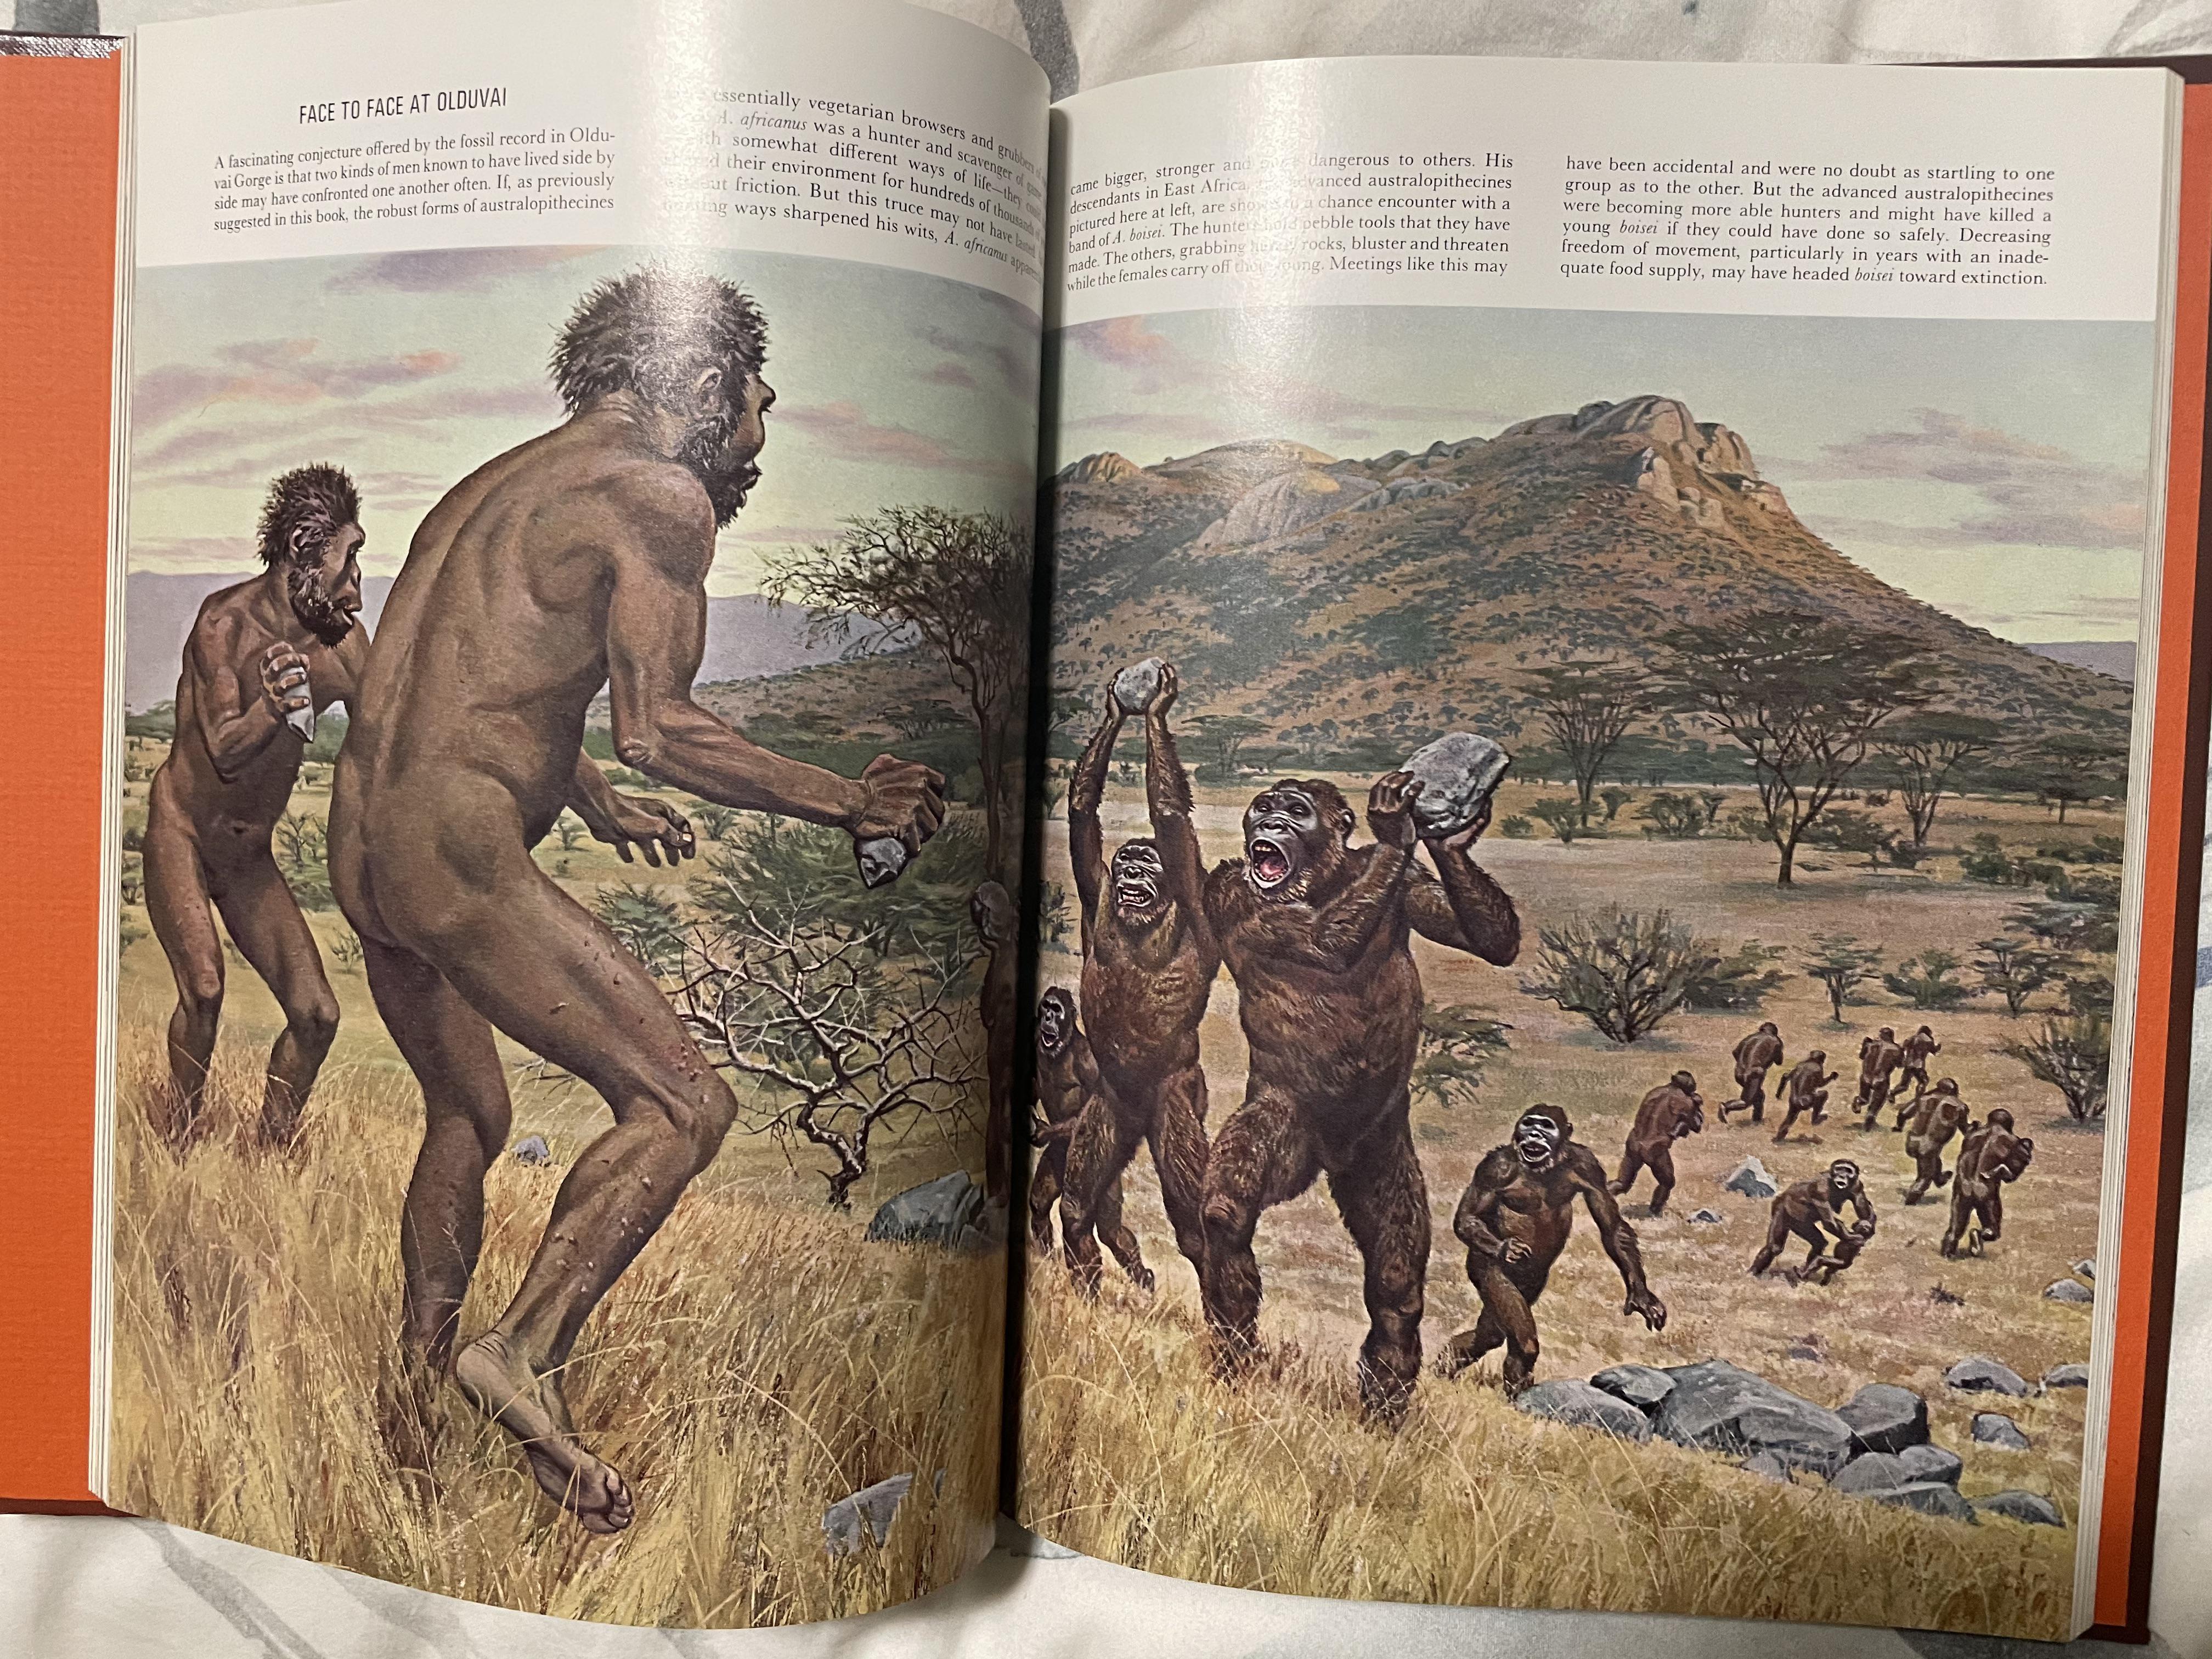 FACE TO FACE AT OLDUVAI
A fascinating conjecture offered by the fossil record in Oldu-
vai Gorge is that two kinds of men known to have lived side by
side may have confronted one another often. If, as previously
suggested in this book, the robust forms of australopithecines
essentially vegetarian browsers and grubbers
A. africanus was a hunter and scavenger of
somewhat different ways of life—they
their environment for hundreds of thousands
friction. But this truce may not have lasted
ways sharpened his wits, A. africanus
came bigger, stronger and dangerous to others. His
descendants in East Africa, advanced australopithecines
pictured here at left, are a chance encounter with a
band of A. boisei. The hunters hold pebble tools that they have
made. The others, grabbing rocks, bluster and threaten
while the females carry off their young. Meetings like this may
have been accidental and were no doubt as startling to one
group as to the other. But the advanced australopithecines
were becoming more able hunters and might have killed a
young boisei if they could have done so safely. Decreasing
freedom of movement, particularly in years with an inade-
quate food supply, may have headed boisei toward extinction.